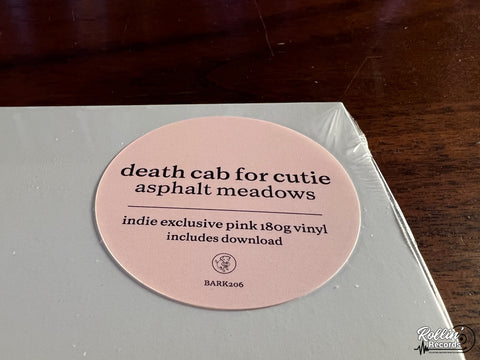 death cab for cutie
asphalt meadows
indie exclusive pink 180g vinyl
includes download
BARK206
Rollin'
Records